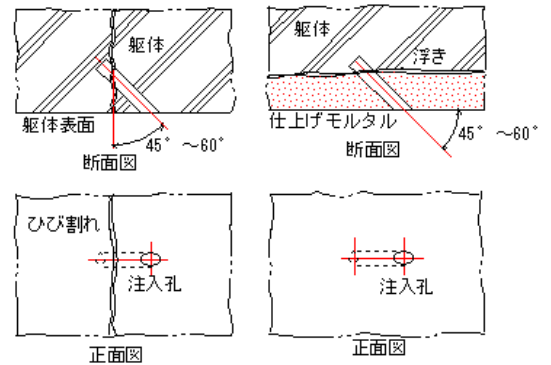 躯体
躯体表面
45° ～60°
断面図
躯体
浮き
仕上げモルタル
45° ～60°
断面図
ひび割れ
注入孔
正面図
注入孔
正面図